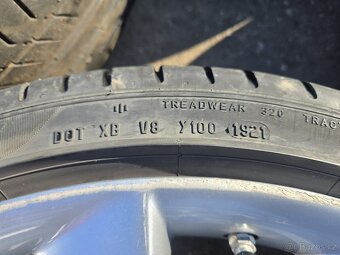 TREADWEAR 320 TRAC
DOT XB V8 Y100 1921